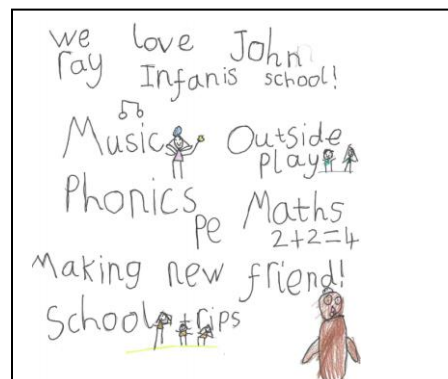 we love John
ray Infanis school!
Music Outside play
Phonics pe Maths
2+2=4
Making new friend!
School trips